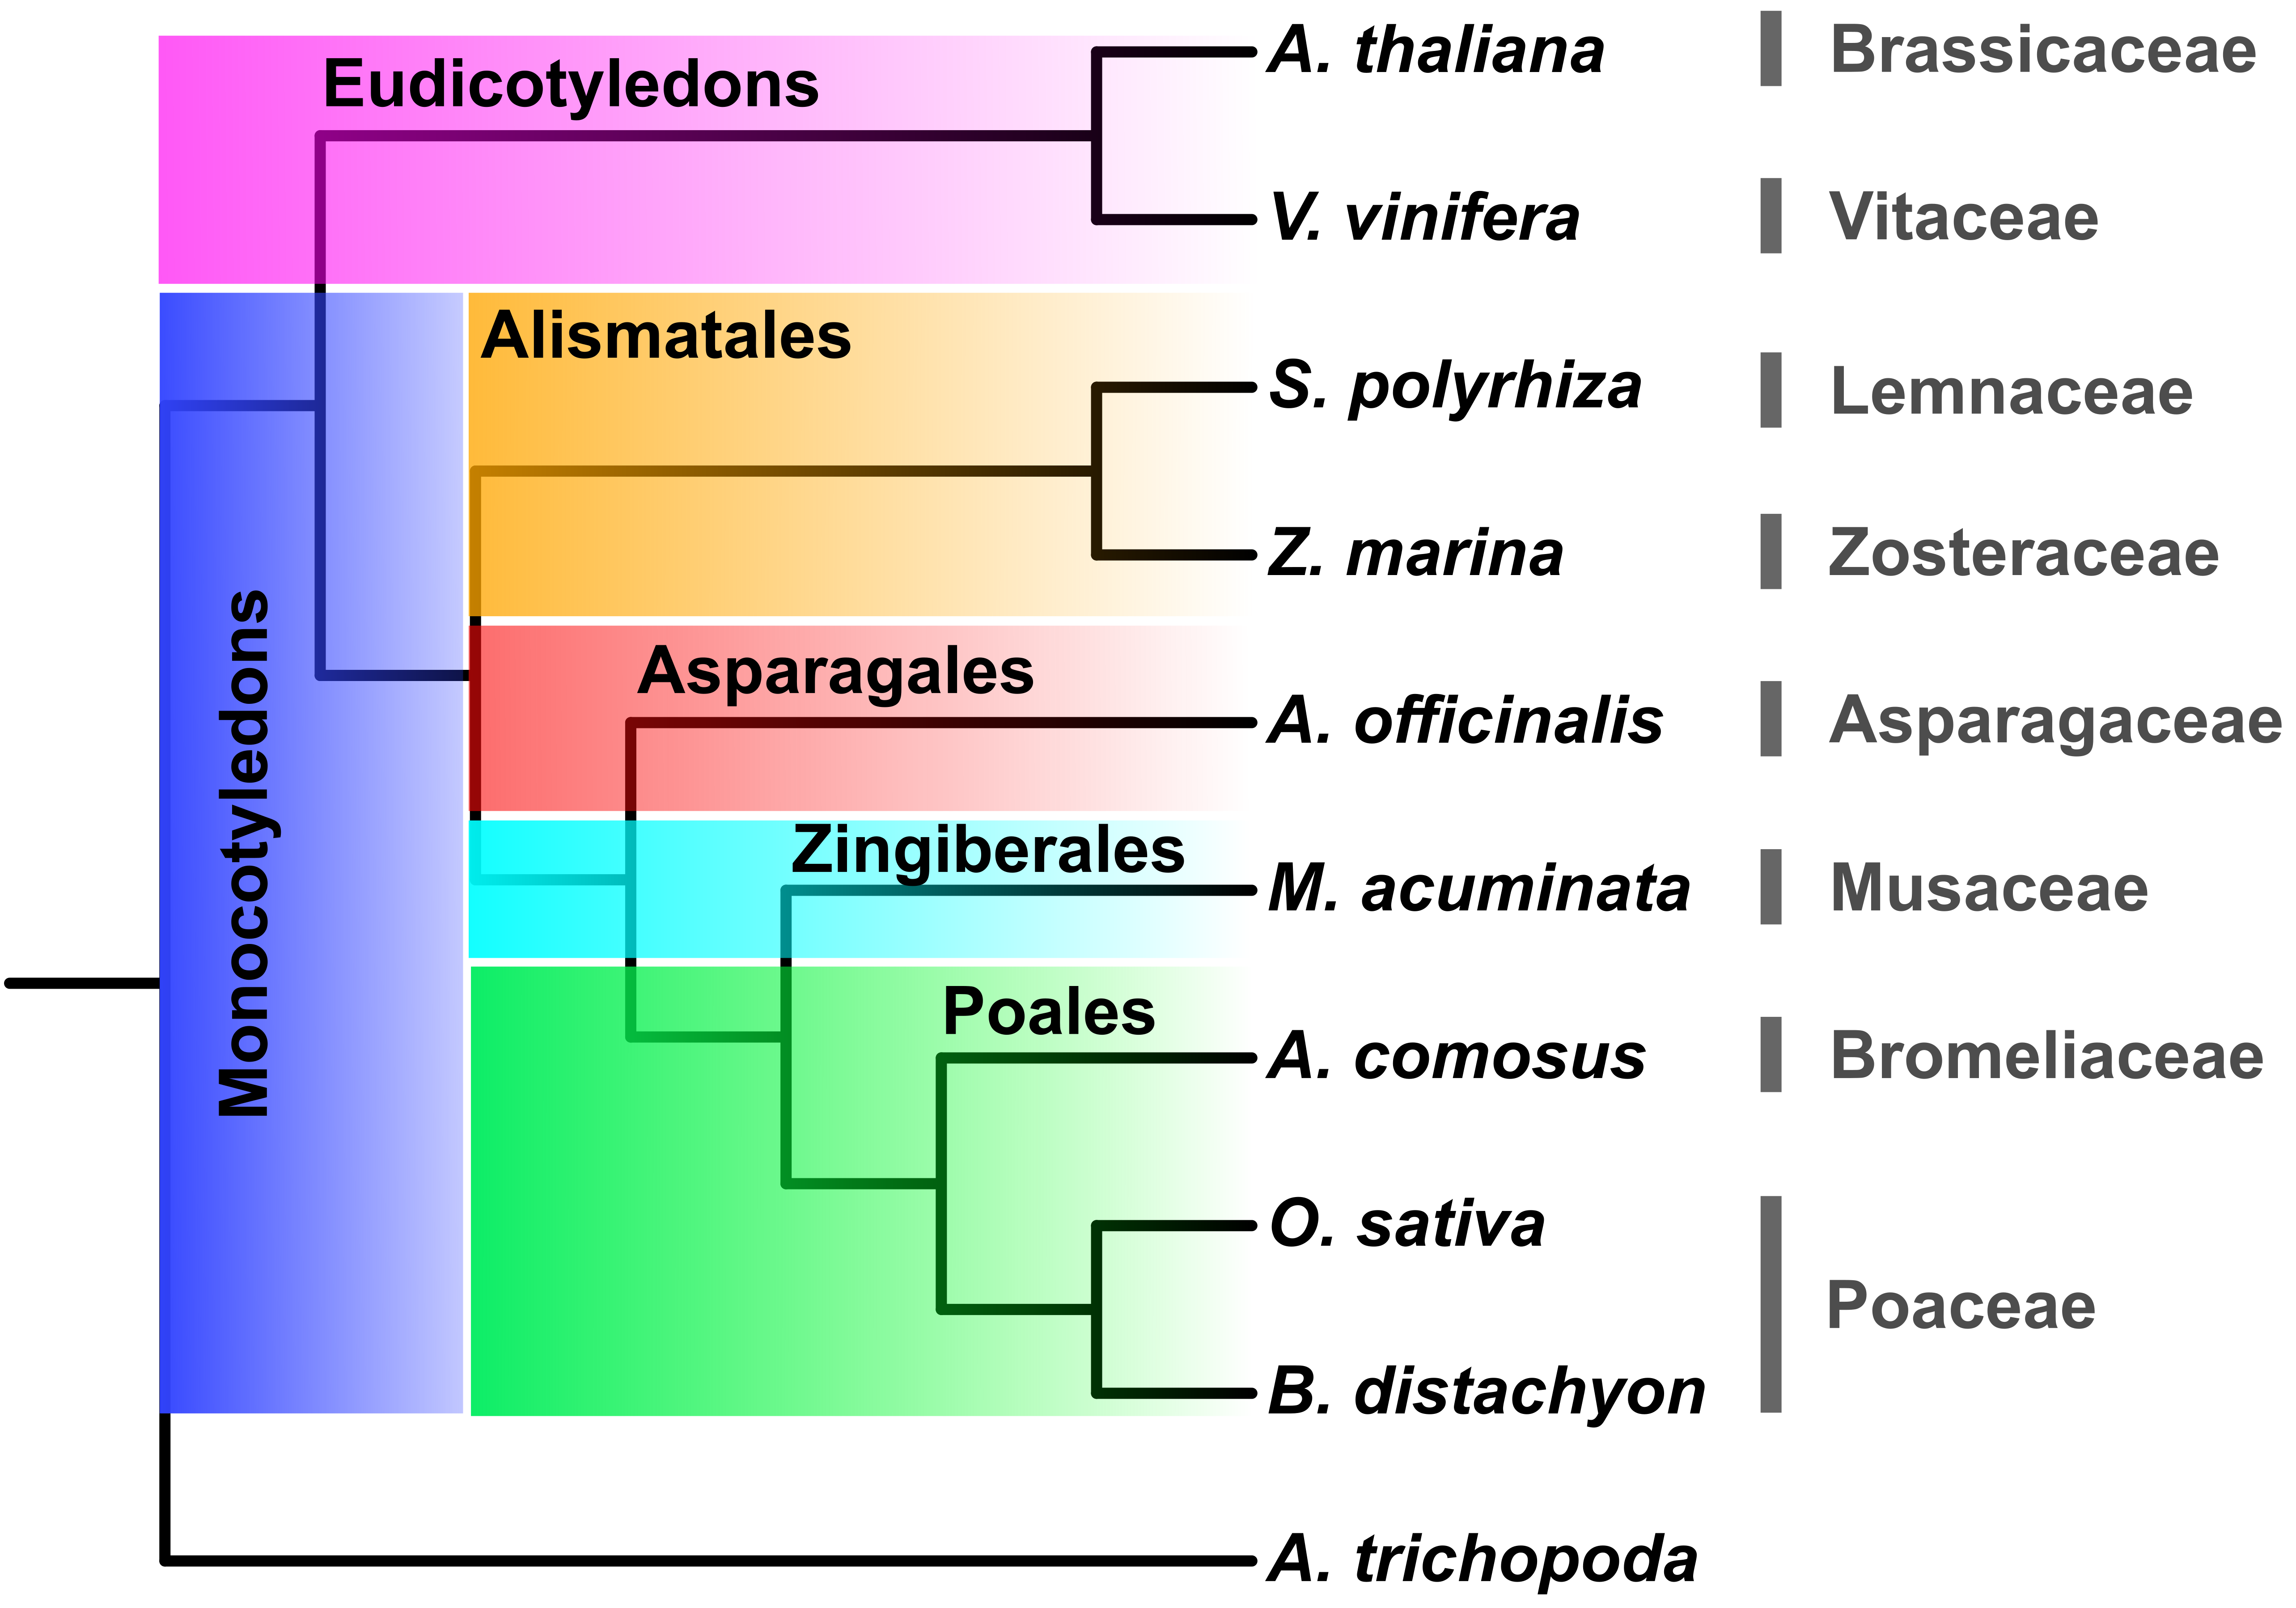 Eudicotyledons
A. thaliana
Brassicaceae
V. vinifera
Vitaceae
Alismatales
S. polyrhiza
Lemnaceae
Z. marina
Zosteraceae
Monocotyledons
Asparagales
A. officinalis
Asparagaceae
Zingiberales
M. acuminata
Musaceae
Poales
A. comosus
Bromeliaceae
O. sativa
Poaceae
B. distachyon
A. trichopoda